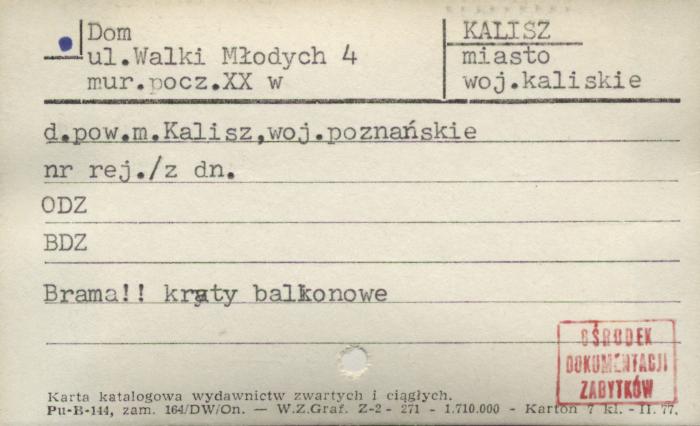 Dom
ul.Walki Młodych 4
mur.pocz.XX w
KALISZ
miasto
woj.kaliskie
d.pow.m.Kalisz,woj.poznańskie
nr rej./z dn.
ODZ
BDZ
Brama!! kraty balkonowe
OŚRODEK
DOKUMENTACJI
ZABYTKÓW
Karta katalogowa wydawnictw zwartych i ciągłych.
Pu-B-144, zam. 164/DW/On. — W.Z.Graf. Z-2 - 271 - 1.710.000 - Karton 7 kl. - II. 77.